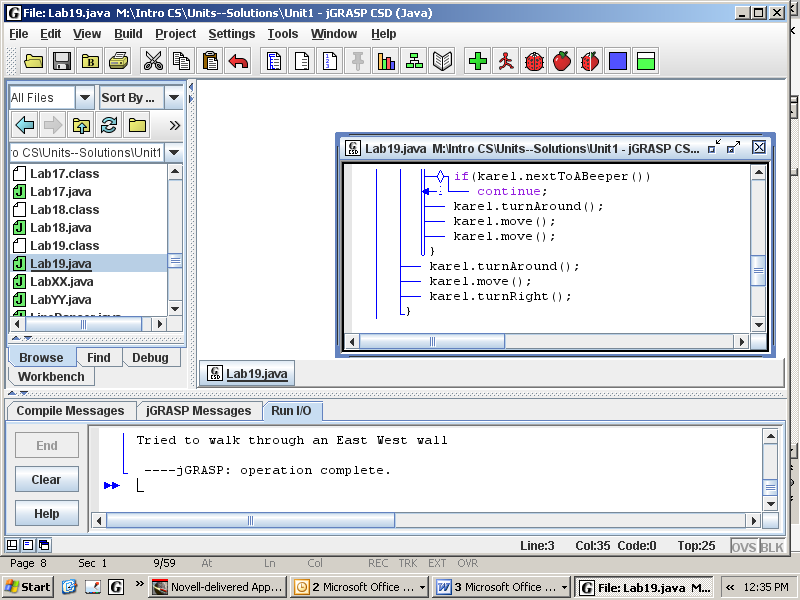 File: Lab19.java  M:\Intro CS\Units--Solutions\Unit1 - jGRASP CSD (Java)
File Edit View Build Project Settings Tools Window Help
All Files Sort By ...
ro CS\Units--Solutions\Unit1
Lab17.class
Lab17.java
Lab18.class
Lab18.java
Lab19.class
Lab19.java
LabXX.java
LabYY.java
Browse Find Debug
Workbench
Lab19.java  M:\Intro CS\Units--Solutions\Unit1 - jGRASP CS...
if(karel.nextToABeeper())
continue;
karel.turnAround();
karel.move();
karel.move();
}
karel.turnAround();
karel.move();
karel.turnRight();
}
Lab19.java
Compile Messages jGRASP Messages Run I/O
End
Clear
Help
Tried to walk through an East West wall
----jGRASP: operation complete.
Line:3 Col:35 Code:0 Top:25 OVS BLK
Page 8 Sec 1 9/59 At Ln Col REC TRK EXT OVR
Start Novell-delivered App... 2 Microsoft Office ... 3 Microsoft Office ... File: Lab19.java  M... 12:35 PM